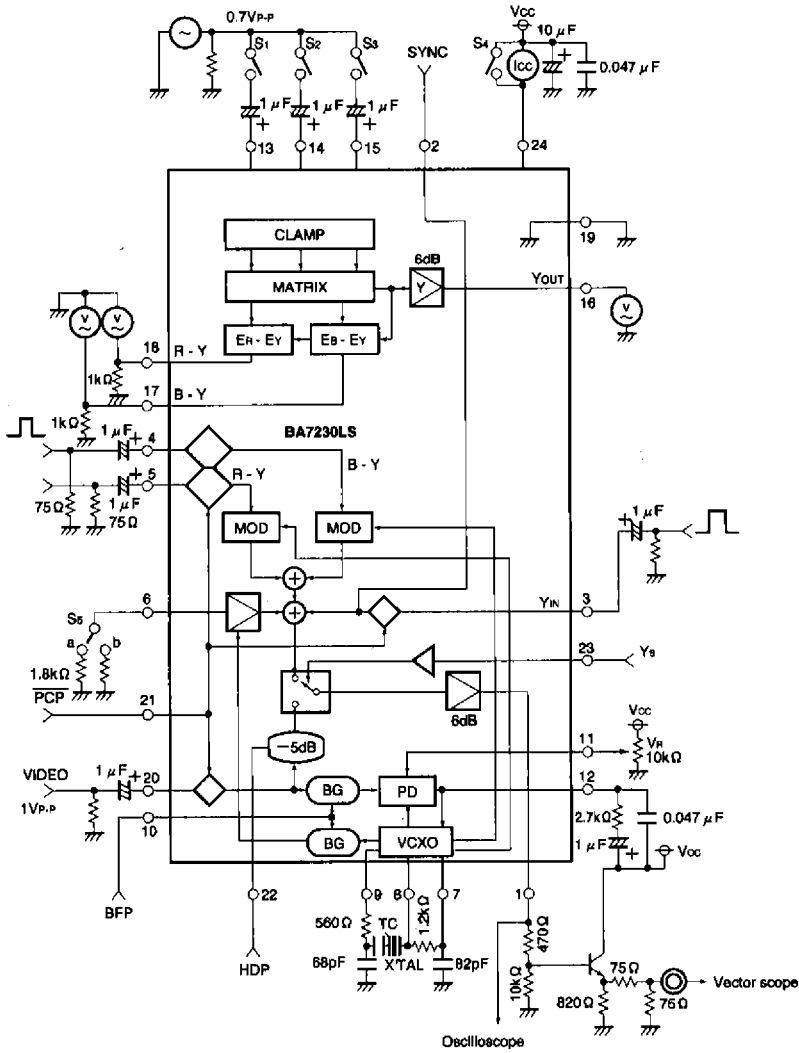 0.7VP-P
S1
S2
S3
SYNC
S4
VCC
ICC
10 μF
+
0.047 μF
1 μF
1 μF
1 μF
+
+
+
13
14
15
2
24
CLAMP
19
6dB
MATRIX
Y
YOUT
16
V
V
V
ER - EY
EB - EY
18
R - Y
1kΩ
17
B - Y
1kΩ
BA7230LS
1 μF
+
4
B - Y
5
R - Y
+
1 μF
75Ω
75Ω
MOD
MOD
1 μF
+
+
6
+
YIN
3
S5
a
b
1.8kΩ
23
YS
PCP
21
6dB
VCC
11
VR
10kΩ
−5dB
VIDEO
1 μF
+
20
1VP-P
BG
PD
12
2.7kΩ
0.047 μF
10
BG
VCXO
1 μF
+
VCC
BFP
22
9
8
7
1
HDP
560Ω
TC
1.2kΩ
470Ω
68pF
X'TAL
82pF
10kΩ
75Ω
Vector scope
820Ω
75Ω
Oscilloscope